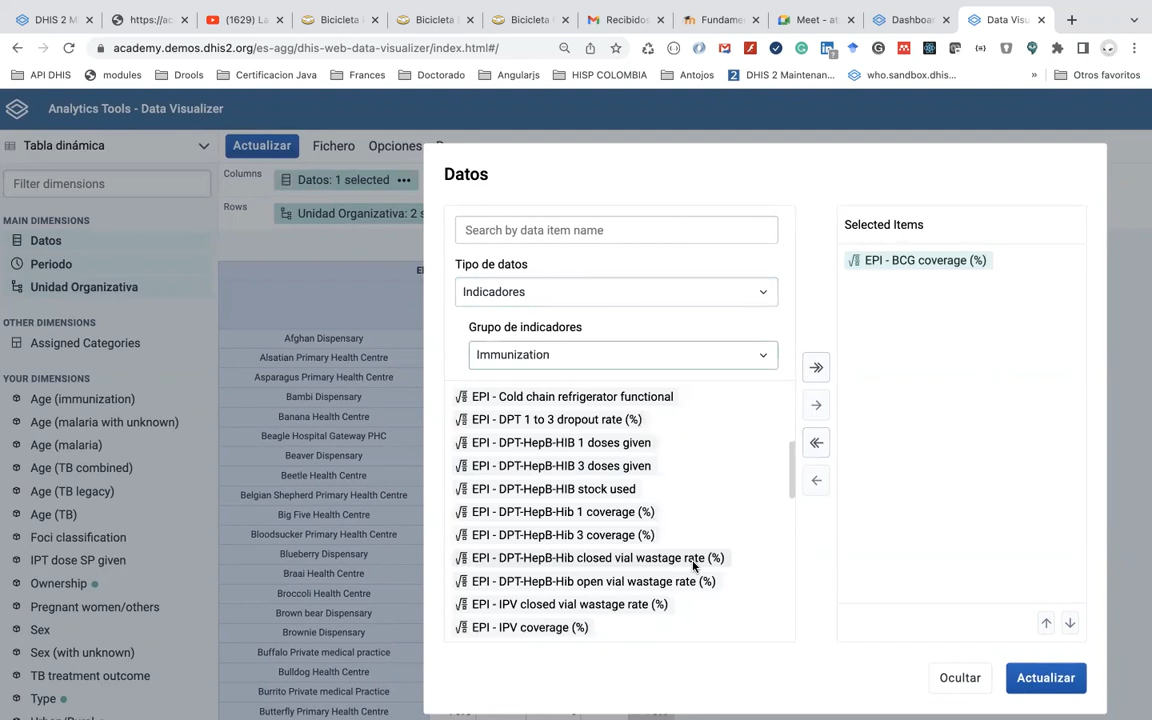 DHIS 2 M
https://ac
(1629) La
Bicicleta
Bicicleta
Bicicleta
Recibidos
Fundame
Meet - at
Dashboar
Data Visu
academy.demos.dhis2.org/es-agg/dhis-web-data-visualizer/index.html#/
API DHIS
modules
Drools
Certificacion Java
Frances
Doctorado
Angularjs
HISP COLOMBIA
Antojos
DHIS 2 Maintenan...
who.sandbox.dhis...
»
Otros favoritos
Analytics Tools - Data Visualizer
Tabla dinámica
Actualizar
Fichero
Opciones
Filter dimensions
Columns
Datos: 1 selected
Rows
Unidad Organizativa: 2 s
MAIN DIMENSIONS
Datos
Periodo
Unidad Organizativa
OTHER DIMENSIONS
Assigned Categories
YOUR DIMENSIONS
Age (immunization)
Age (malaria with unknown)
Age (malaria)
Age (TB combined)
Age (TB legacy)
Age (TB)
Foci classification
IPT dose SP given
Ownership
Pregnant women/others
Sex
Sex (with unknown)
TB treatment outcome
Type
Afghan Dispensary
Alsatian Primary Health Centre
Asparagus Primary Health Centre
Bambi Dispensary
Banana Health Centre
Beagle Hospital Gateway PHC
Beaver Dispensary
Beetle Health Centre
Belgian Shepherd Primary Health Centre
Big Five Health Centre
Bloodsucker Primary Health Centre
Blueberry Dispensary
Braai Health Centre
Broccoli Health Centre
Brown bear Dispensary
Brownie Dispensary
Buffalo Private medical practice
Bulldog Health Centre
Burrito Private medical Practice
Butterfly Primary Health Centre
Datos
Search by data item name
Tipo de datos
Indicadores
Grupo de indicadores
Immunization
EPI - Cold chain refrigerator functional
EPI - DPT 1 to 3 dropout rate (%)
EPI - DPT-HepB-HIB 1 doses given
EPI - DPT-HepB-HIB 3 doses given
EPI - DPT-HepB-HIB stock used
EPI - DPT-HepB-Hib 1 coverage (%)
EPI - DPT-HepB-Hib 3 coverage (%)
EPI - DPT-HepB-Hib closed vial wastage rate (%)
EPI - DPT-HepB-Hib open vial wastage rate (%)
EPI - IPV closed vial wastage rate (%)
EPI - IPV coverage (%)
Selected Items
EPI - BCG coverage (%)
Ocultar
Actualizar